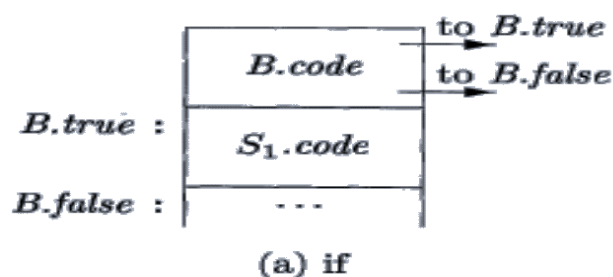 to B.true
B.code
to B.false
B.true :
S₁.code
B.false : ...
(a) if